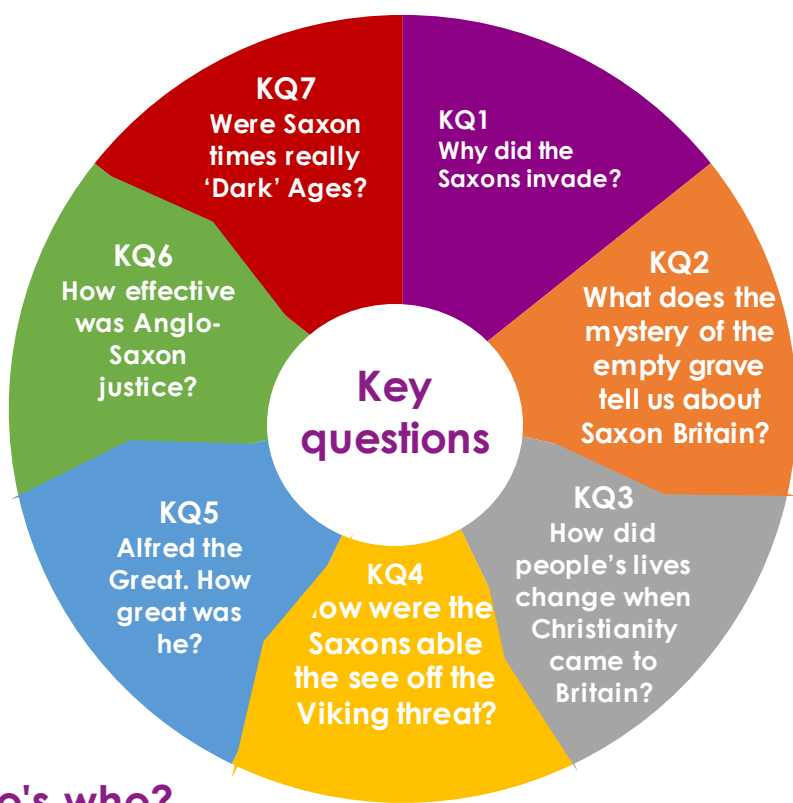 KQ7
Were Saxon
times really
‘Dark’ Ages?
KQ1
Why did the
Saxons invade?
KQ2
What does the
mystery of the
empty grave
tell us about
Saxon Britain?
KQ3
How did
people’s lives
change when
Christianity
came to
Britain?
KQ4
ow were the
Saxons able
the see off the
Viking threat?
KQ5
Alfred the
Great. How
great was
he?
KQ6
How effective
was Anglo-
Saxon
justice?
Key
questions
o's who?